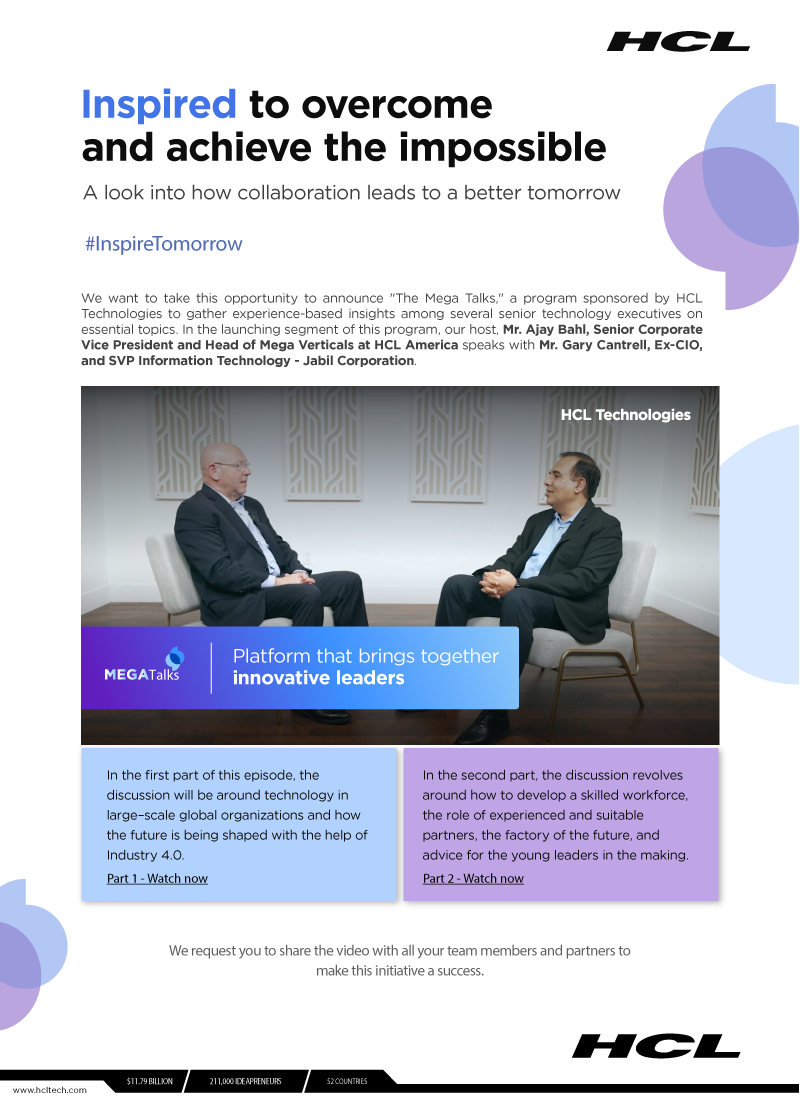 HCL
Inspired to overcome
and achieve the impossible
A look into how collaboration leads to a better tomorrow
#InspireTomorrow
We want to take this opportunity to announce "The Mega Talks," a program sponsored by HCL
Technologies to gather experience-based insights among several senior technology executives on
essential topics. In the launching segment of this program, our host, Mr. Ajay Bahl, Senior Corporate
Vice President and Head of Mega Verticals at HCL America speaks with Mr. Gary Cantrell, Ex-CIO,
and SVP Information Technology - Jabil Corporation.
HCL Technologies
MEGATalks
Platform that brings together
innovative leaders
In the first part of this episode, the
discussion will be around technology in
large–scale global organizations and how
the future is being shaped with the help of
Industry 4.0.
Part 1 - Watch now
In the second part, the discussion revolves
around how to develop a skilled workforce,
the role of experienced and suitable
partners, the factory of the future, and
advice for the young leaders in the making.
Part 2 - Watch now
We request you to share the video with all your team members and partners to
make this initiative a success.
HCL
www.hcltech.com
$11.79 BILLION
211,000 IDEAPRENEURS
52 COUNTRIES